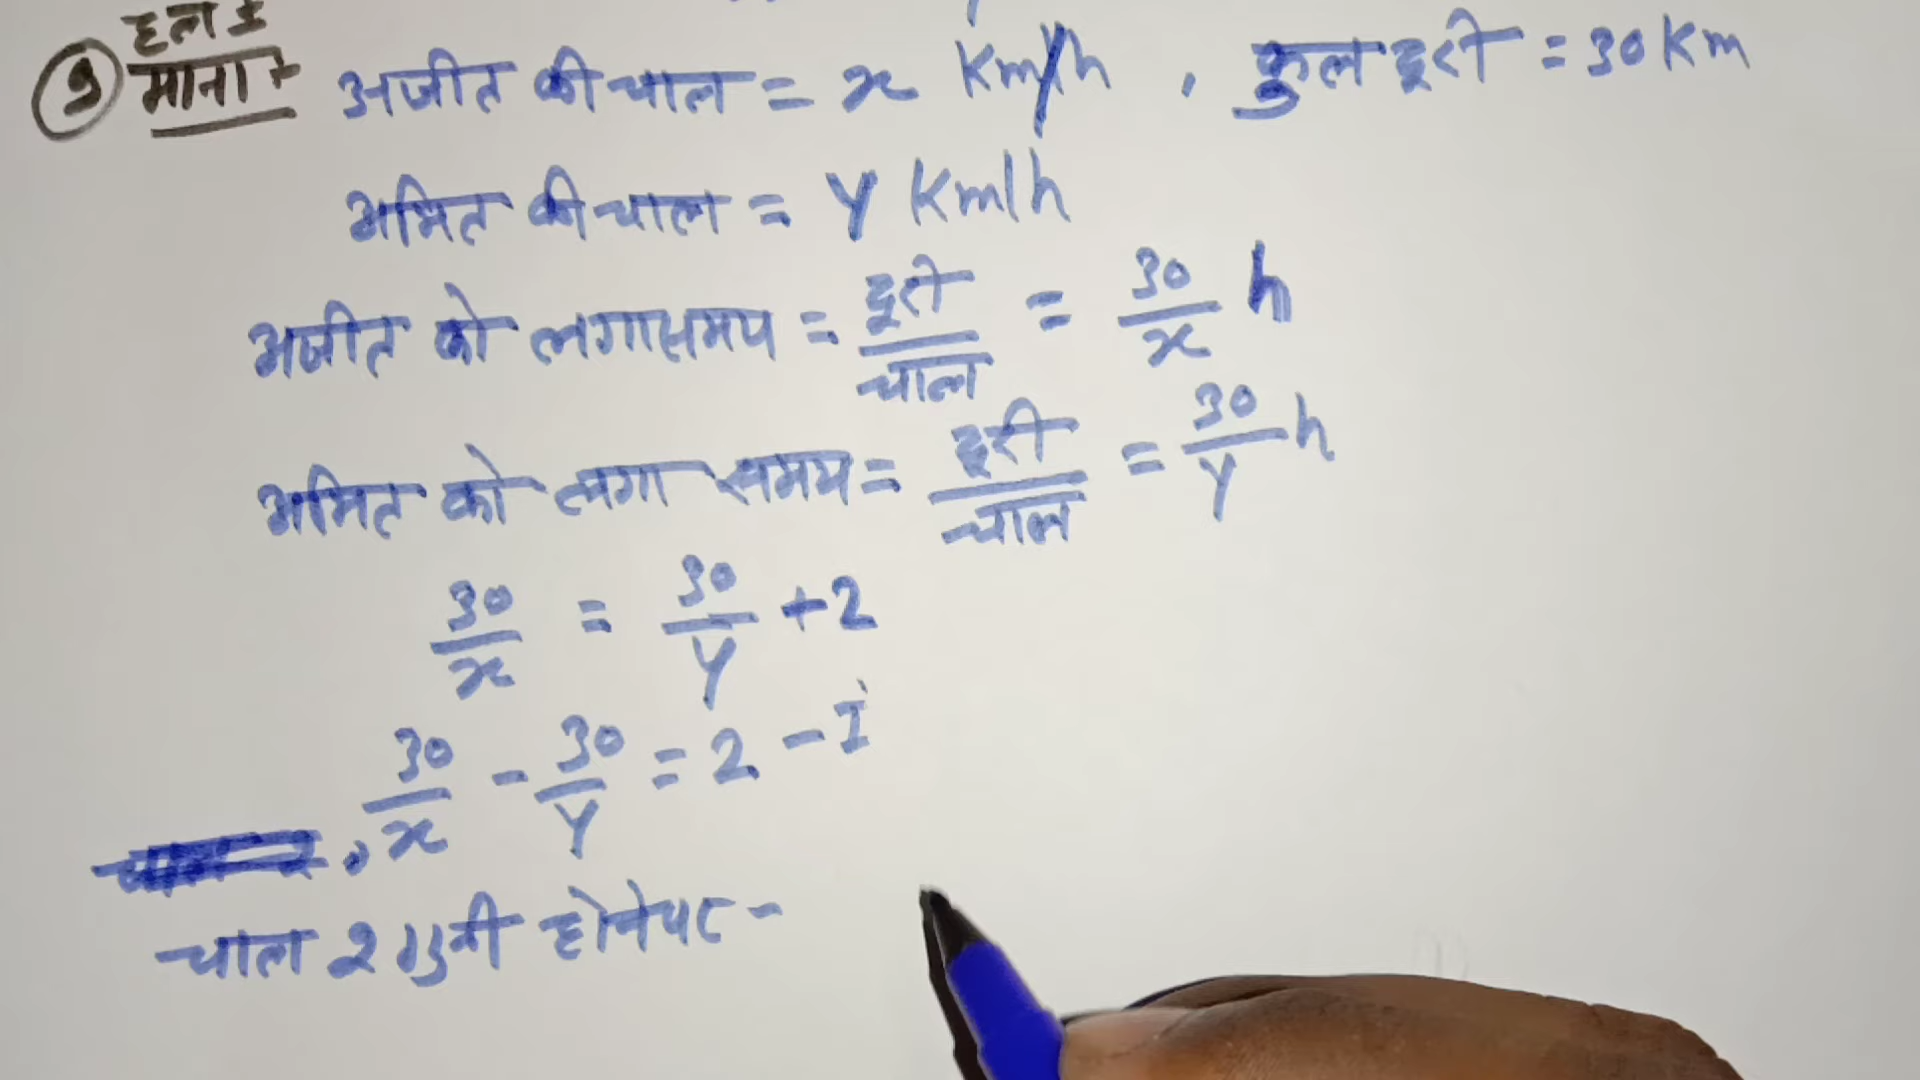 हल :-
9 माना :- अजीत की चाल = x Km/h , कुल दूरी = 30 Km
अमित की चाल = y Km/h
अजीत को लगा समय = दूरी/चाल = 30/x h
अमित को लगा समय = दूरी/चाल = 30/y h
30/x = 30/y + 2
30/x - 30/y = 2 - I
चाल 2 गुनी होने पर -